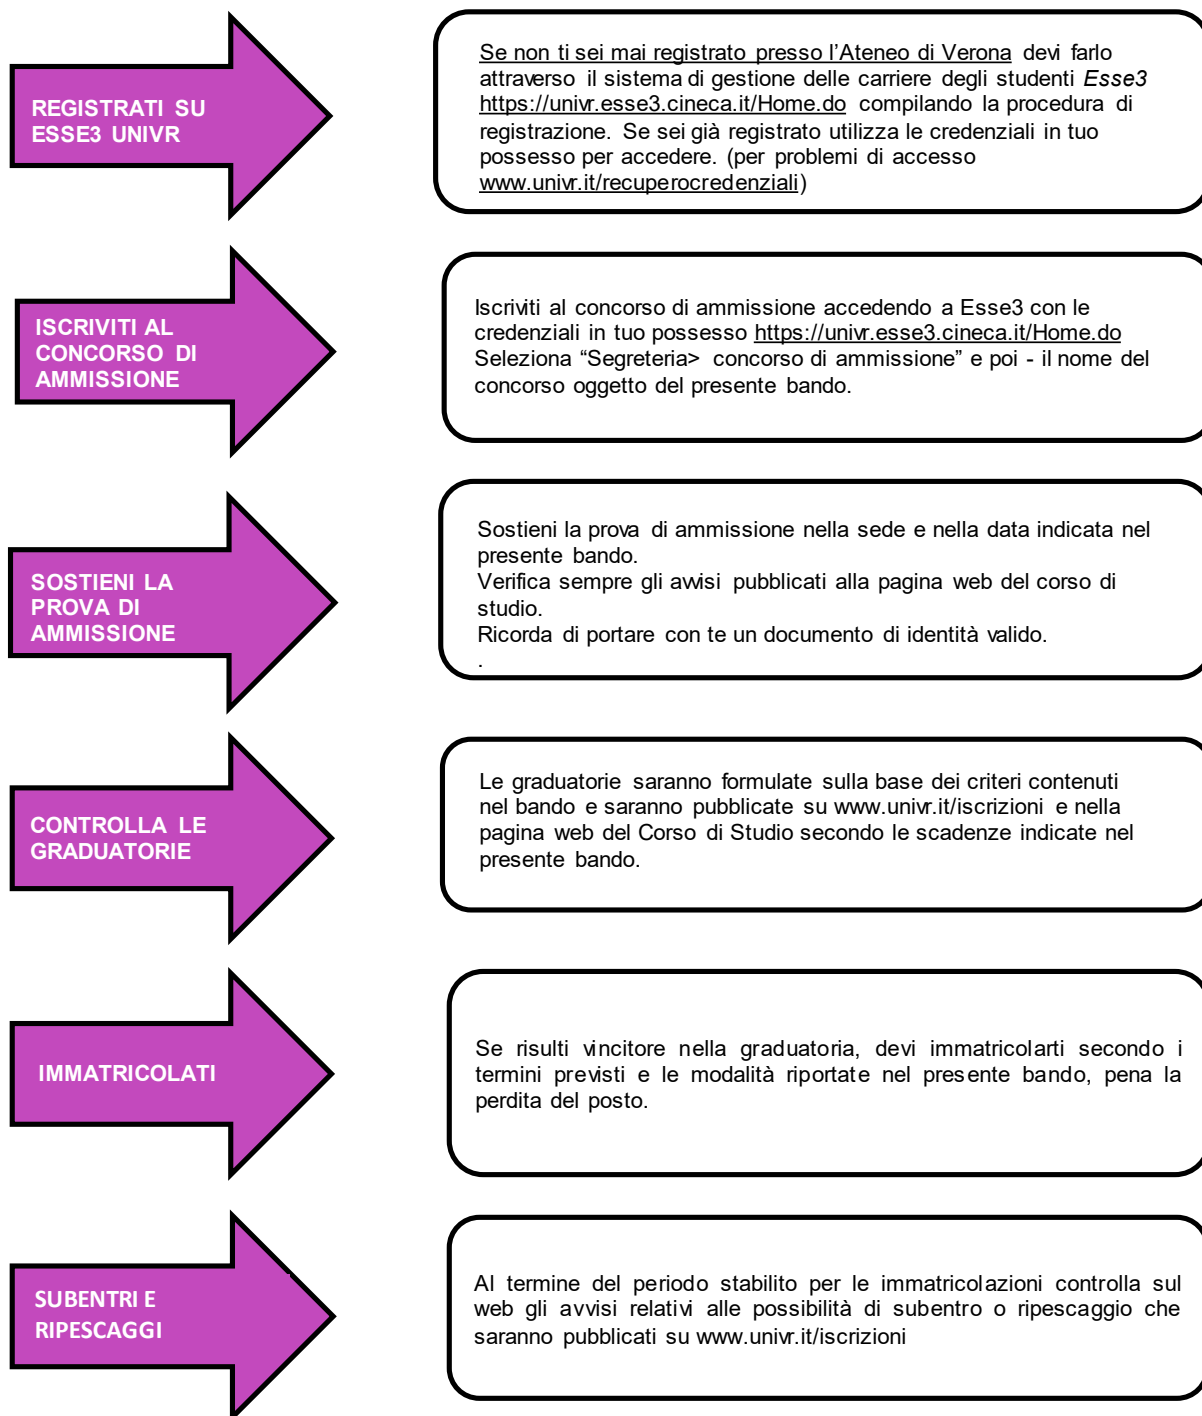 REGISTRATI SU
ESSE3 UNIVR
Se non ti sei mai registrato presso l'Ateneo di Verona devi farlo
attraverso il sistema di gestione delle carriere degli studenti Esse3
https://univr.esse3.cineca.it/Home.do compilando la procedura di
registrazione. Se sei già registrato utilizza le credenziali in tuo
possesso per accedere. (per problemi di accesso
www.univr.it/recuperocredenziali)
ISCRIVITI AL
CONCORSO DI
AMMISSIONE
Iscriviti al concorso di ammissione accedendo a Esse3 con le
credenziali in tuo possesso https://univr.esse3.cineca.it/Home.do
Seleziona “Segreteria> concorso di ammissione” e poi - il nome del
concorso oggetto del presente bando.
SOSTIENI LA
PROVA DI
AMMISSIONE
Sostieni la prova di ammissione nella sede e nella data indicata nel
presente bando.
Verifica sempre gli avvisi pubblicati alla pagina web del corso di
studio.
Ricorda di portare con te un documento di identità valido.
.
CONTROLLA LE
GRADUATORIE
Le graduatorie saranno formulate sulla base dei criteri contenuti
nel bando e saranno pubblicate su www.univr.it/iscrizioni e nella
pagina web del Corso di Studio secondo le scadenze indicate nel
presente bando.
IMMATRICOLATI
Se risulti vincitore nella graduatoria, devi immatricolarti secondo i
termini previsti e le modalità riportate nel presente bando, pena la
perdita del posto.
SUBENTRI E
RIPESCAGGI
Al termine del periodo stabilito per le immatricolazioni controlla sul
web gli avvisi relativi alle possibilità di subentro o ripescaggio che
saranno pubblicati su www.univr.it/iscrizioni